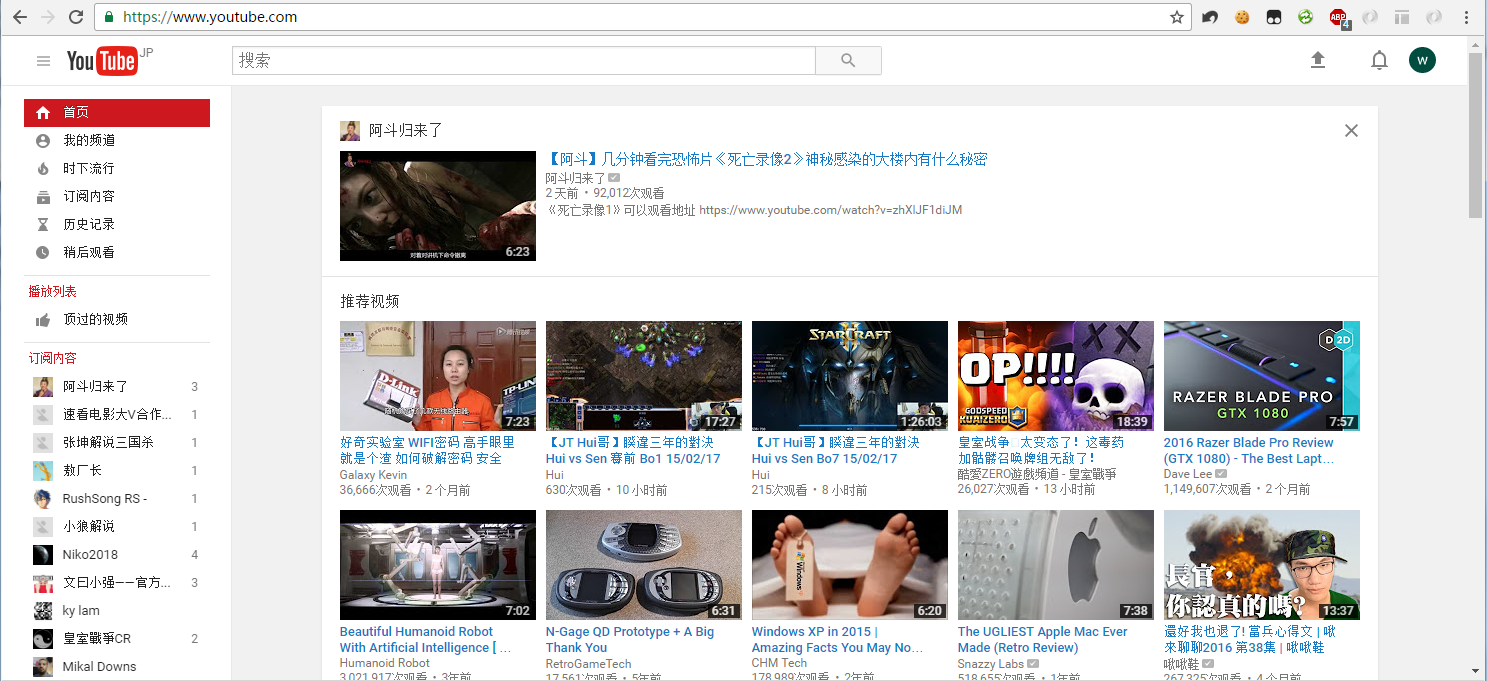 https://www.youtube.com
ABP
4
YouTube JP
搜索
W
首页
我的频道
时下流行
订阅内容
历史记录
稍后观看
播放列表
顶过的视频
订阅内容
阿斗归来了 3
速看电影大V合作... 1
张坤解说三国杀 1
敖厂长 1
RushSong RS - 1
小狼解说 1
Niko2018 4
文曰小强——官方... 3
ky lam
皇室戰爭CR 2
Mikal Downs
阿斗归来了
对着对讲机下命令撤离
6:23
【阿斗】几分钟看完恐怖片《死亡录像2》神秘感染的大楼内有什么秘密
阿斗归来了
2 天前 • 92,012次观看
《死亡录像1》可以观看地址 https://www.youtube.com/watch?v=zhXlJF1diJM
推荐视频
7:23
好奇实验室 WIFI密码 高手眼里
就是个渣 如何破解密码 安全
Galaxy Kevin
36,666次观看 • 2 个月前
17:27
【JT Hui哥】睽違三年的對決
Hui vs Sen 賽前 Bo1 15/02/17
Hui
630次观看 • 10 小时前
STARCRAFT
II
1:26:03
【JT Hui哥】睽違三年的對決
Hui vs Sen Bo7 15/02/17
Hui
215次观看 • 8 小时前
OP!!!!
GODSPEED
KUAIZERO
18:39
皇室战争 太变态了！这毒药
加骷髅召唤牌组无敌了！
酷愛ZERO遊戲頻道 - 皇室戰爭
26,027次观看 • 13 小时前
D 2D
RAZER BLADE PRO
GTX 1080
7:57
2016 Razer Blade Pro Review
(GTX 1080) - The Best Lapt...
Dave Lee
1,149,607次观看 • 2 个月前
7:02
Beautiful Humanoid Robot
With Artificial Intelligence [ ...
Humanoid Robot
3,021,917次观看 • 3年前
6:31
N-Gage QD Prototype + A Big
Thank You
RetroGameTech
17,561次观看 • 5年前
Windows
6:20
Windows XP in 2015 |
Amazing Facts You May No...
CHM Tech
178,989次观看 • 2年前
7:38
The UGLIEST Apple Mac Ever
Made (Retro Review)
Snazzy Labs
518,655次观看 • 1年前
長官，
你認真的嗎?
13:37
還好我也退了! 當兵心得文 | 啾
來聊聊2016 第38集 | 啾啾鞋
啾啾鞋
267,325次观看 • 4 个月前